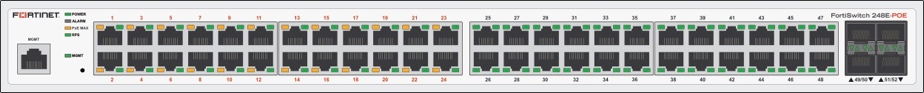 FORTINET
POWER
ALARM
PoE MAX
SFS
MGMT
MGMT
1 3 5 7 9 11 13 15 17 19 21 23 25 27 29 31 33 35 37 39 41 43 45 47
FortiSwitch 248E-POE
2 4 6 8 10 12 14 16 18 20 22 24 26 28 30 32 34 36 38 40 42 44 46 48
▲49/50▼ ▲51/52▼